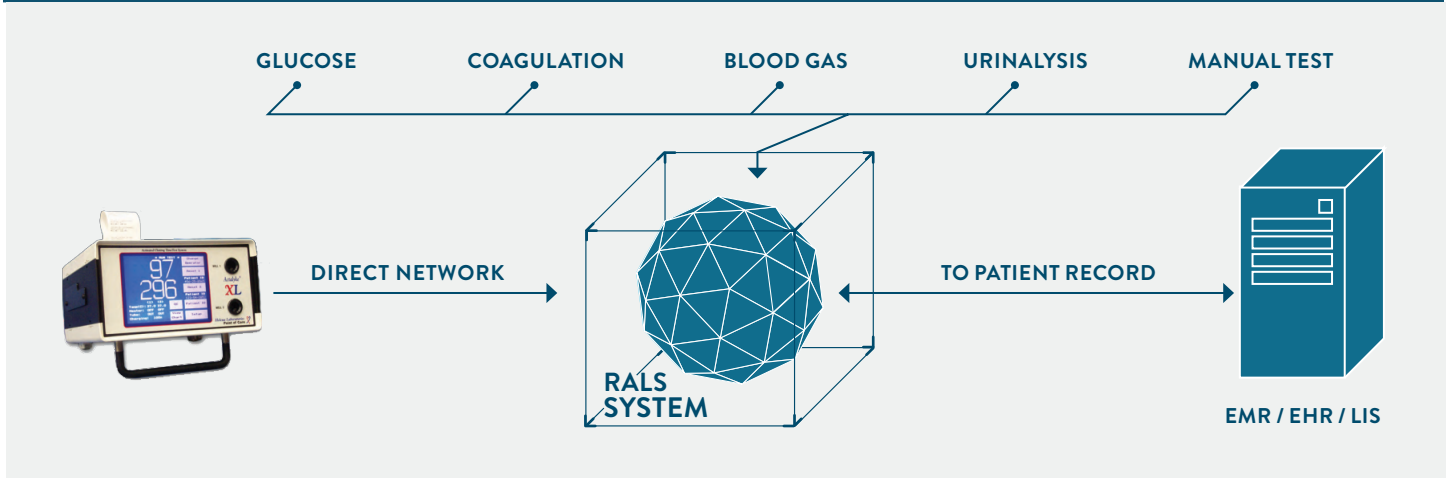 GLUCOSE
COAGULATION
BLOOD GAS
URINALYSIS
MANUAL TEST
97
296
XL
DIRECT NETWORK
TO PATIENT RECORD
RALS
SYSTEM
EMR / EHR / LIS